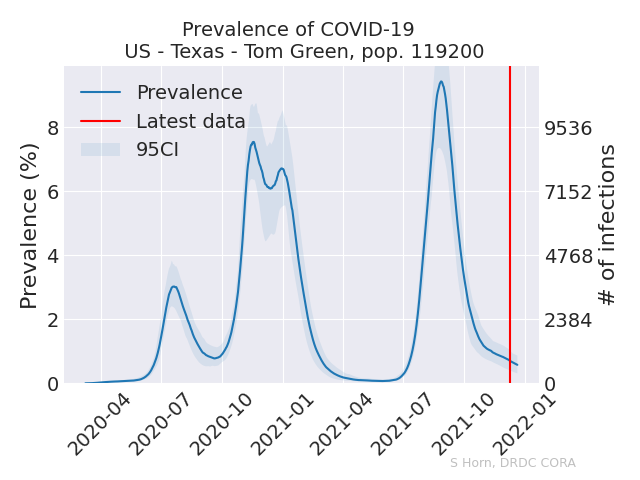 Prevalence of COVID-19
US - Texas - Tom Green, pop. 119200
Prevalence
Latest data
95CI
Prevalence (%)
8
6
4
2
0
9536
7152
4768
2384
0
# of infections
2020-04
2020-07
2020-10
2021-01
2021-04
2021-07
2021-10
2022-01
S Horn, DRDC CORA